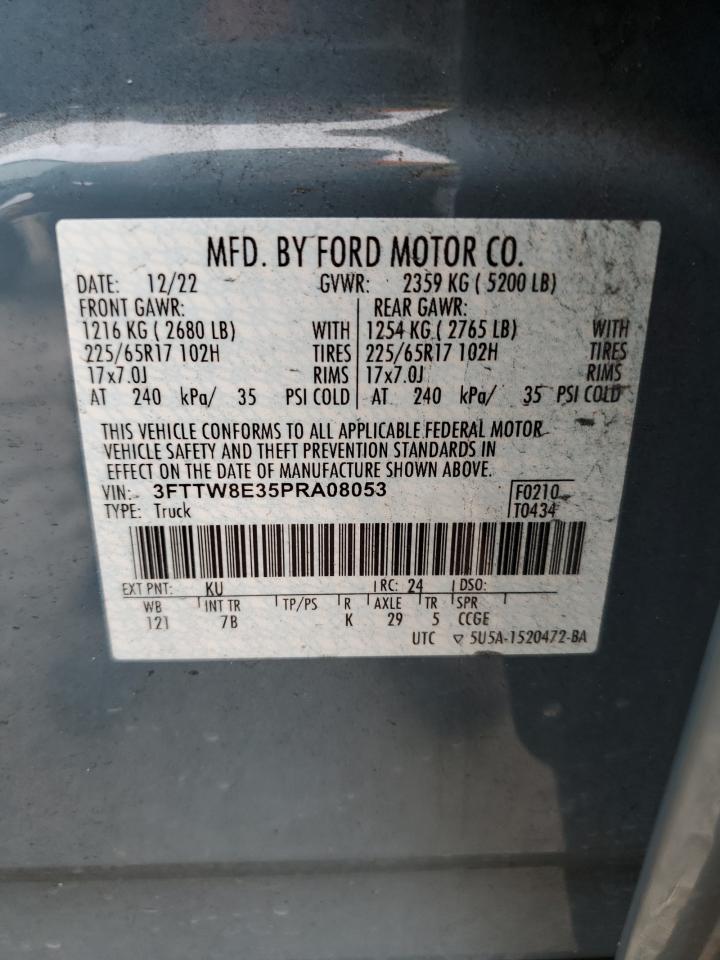 MFD. BY FORD MOTOR CO.
DATE: 12/22 GVWR: 2359 KG ( 5200 LB)
FRONT GAWR: REAR GAWR:
1216 KG ( 2680 LB) WITH 1254 KG ( 2765 LB) WITH
225/65R17 102H TIRES 225/65R17 102H TIRES
17x7.0J RIMS 17x7.0J RIMS
AT 240 kPa/ 35 PSI COLD AT 240 kPa/ 35 PSI COLD
THIS VEHICLE CONFORMS TO ALL APPLICABLE FEDERAL MOTOR
VEHICLE SAFETY AND THEFT PREVENTION STANDARDS IN
EFFECT ON THE DATE OF MANUFACTURE SHOWN ABOVE.
VIN: 3FTTW8E35PRA08053 F0210
TYPE: Truck T0434
EXT PNT: KU RC: 24 DSO:
WB INT TR TP/PS R AXLE TR SPR
121 7B K 29 5 CCGE
UTC ▽ 5U5A-1520472-BA